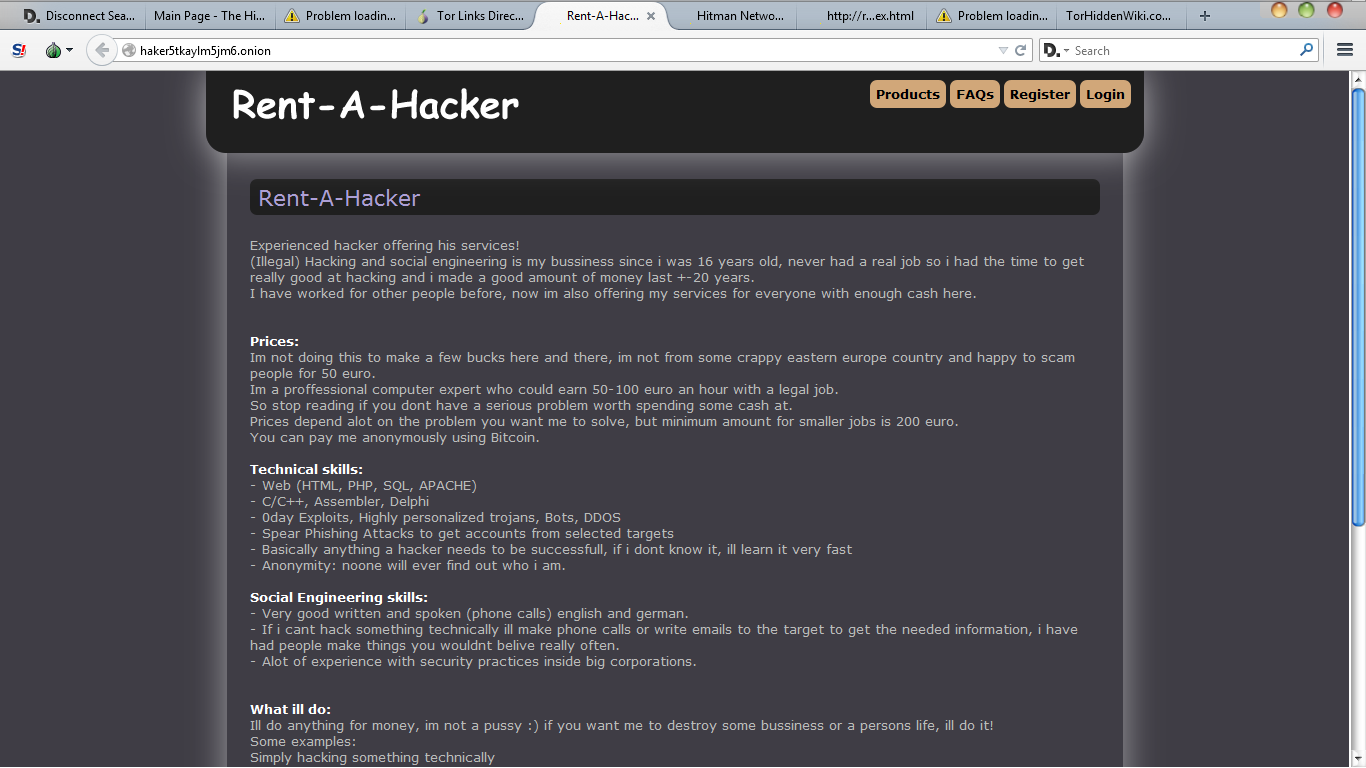 Disconnect Sea...
Main Page - The Hi...
Problem loadin...
Tor Links Direc...
Rent-A-Hac...
Hitman Netwo...
http://r...ex.html
Problem loadin...
TorHiddenWiki.co...
S!
haker5tkaylm5jm6.onion
D.
Search
Rent-A-Hacker
Products
FAQs
Register
Login
Rent-A-Hacker
Experienced hacker offering his services!
(Illegal) Hacking and social engineering is my bussiness since i was 16 years old, never had a real job so i had the time to get
really good at hacking and i made a good amount of money last +-20 years.
I have worked for other people before, now im also offering my services for everyone with enough cash here.
Prices:
Im not doing this to make a few bucks here and there, im not from some crappy eastern europe country and happy to scam
people for 50 euro.
Im a proffessional computer expert who could earn 50-100 euro an hour with a legal job.
So stop reading if you dont have a serious problem worth spending some cash at.
Prices depend alot on the problem you want me to solve, but minimum amount for smaller jobs is 200 euro.
You can pay me anonymously using Bitcoin.
Technical skills:
- Web (HTML, PHP, SQL, APACHE)
- C/C++, Assembler, Delphi
- 0day Exploits, Highly personalized trojans, Bots, DDOS
- Spear Phishing Attacks to get accounts from selected targets
- Basically anything a hacker needs to be successfull, if i dont know it, ill learn it very fast
- Anonymity: noone will ever find out who i am.
Social Engineering skills:
- Very good written and spoken (phone calls) english and german.
- If i cant hack something technically ill make phone calls or write emails to the target to get the needed information, i have
had people make things you wouldnt belive really often.
- Alot of experience with security practices inside big corporations.
What ill do:
Ill do anything for money, im not a pussy :) if you want me to destroy some bussiness or a persons life, ill do it!
Some examples:
Simply hacking something technically